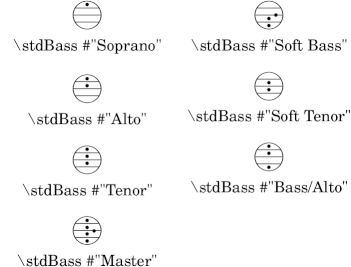 \stdBass #"Soprano"
\stdBass #"Soft Bass"
\stdBass #"Alto"
\stdBass #"Soft Tenor"
\stdBass #"Tenor"
\stdBass #"Bass/Alto"
\stdBass #"Master"